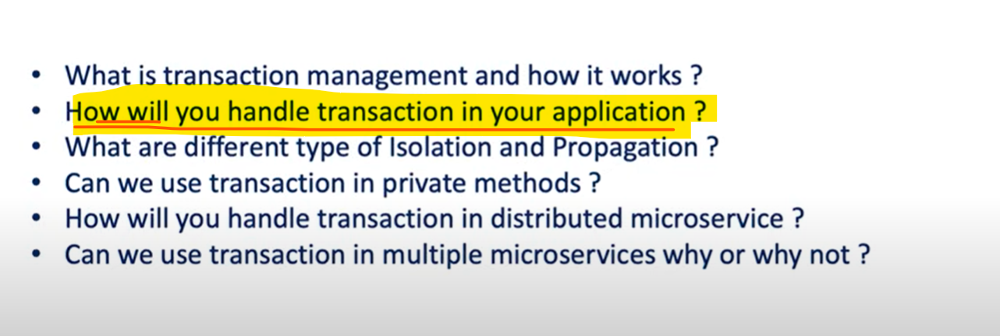 • What is transaction management and how it works ?
• How will you handle transaction in your application ?
• What are different type of Isolation and Propagation ?
• Can we use transaction in private methods ?
• How will you handle transaction in distributed microservice ?
• Can we use transaction in multiple microservices why or why not ?